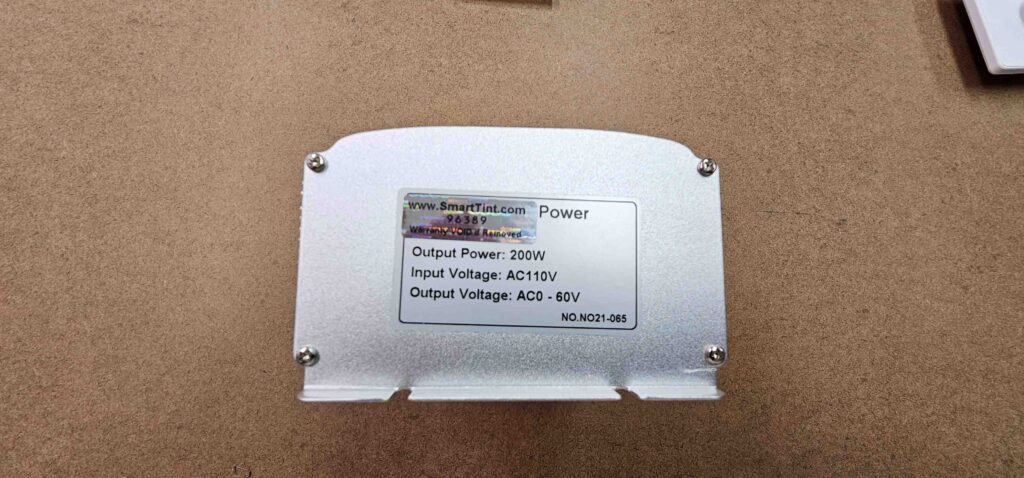 www.SmartTint.com
96389
Warranty VOID if Removed
Power
Output Power: 200W
Input Voltage: AC110V
Output Voltage: AC0 - 60V
NO.NO21-065